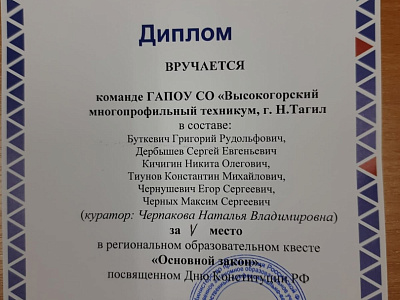 Диплом
ВРУЧАЕТСЯ
команде ГАПОУ СО «Высокогорский
многопрофильный техникум, г. Н.Тагил
в составе:
Буткевич Григорий Рудольфович,
Дербышев Сергей Евгеньевич
Кичигин Никита Олегович,
Тиунов Константин Михайлович,
Чернушевич Егор Сергеевич,
Черных Максим Сергеевич
(куратор: Черпакова Наталья Владимировна)
за V место
в региональном образовательном квесте
«Основной закон»,
посвященном Дню Конституции РФ